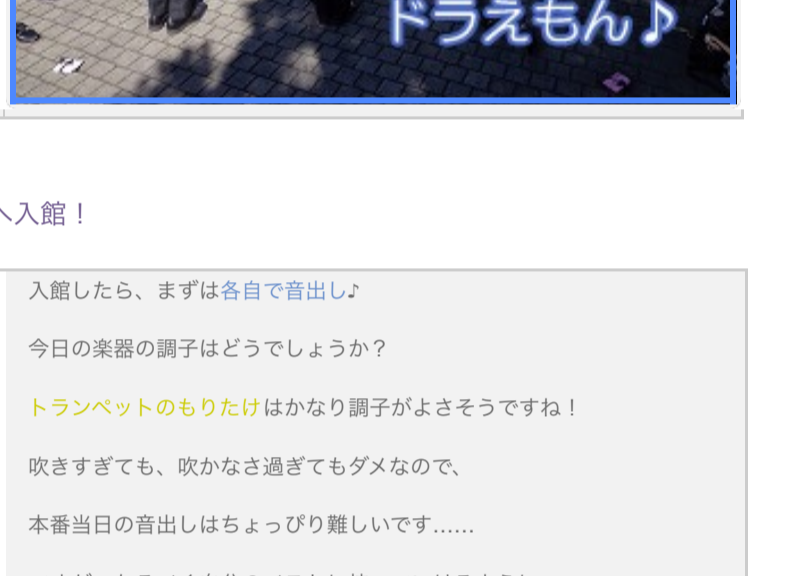 ドラえもん♪
へ入館！
入館したら、まずは各自で音出し♪
今日の楽器の調子はどうでしょうか？
トランペットのもりたけはかなり調子がよさそうですね！
吹きすぎても、吹かなさ過ぎてもダメなので、
本番当日の音出しはちょっぴり難しいです……